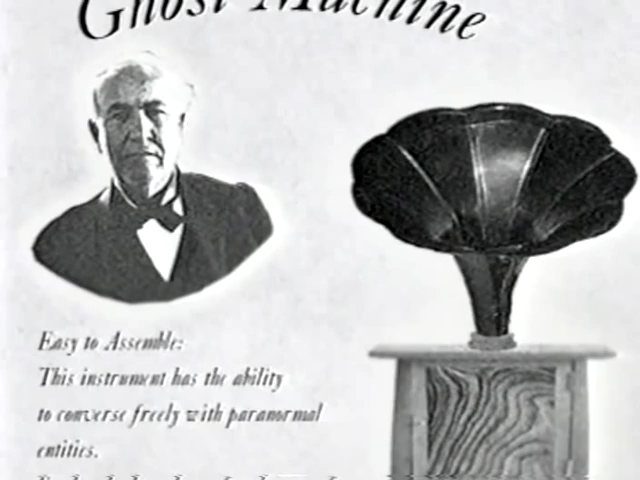 Ghost Machine
Easy to Assemble:
This instrument has the ability
to converse freely with paranormal
entities.